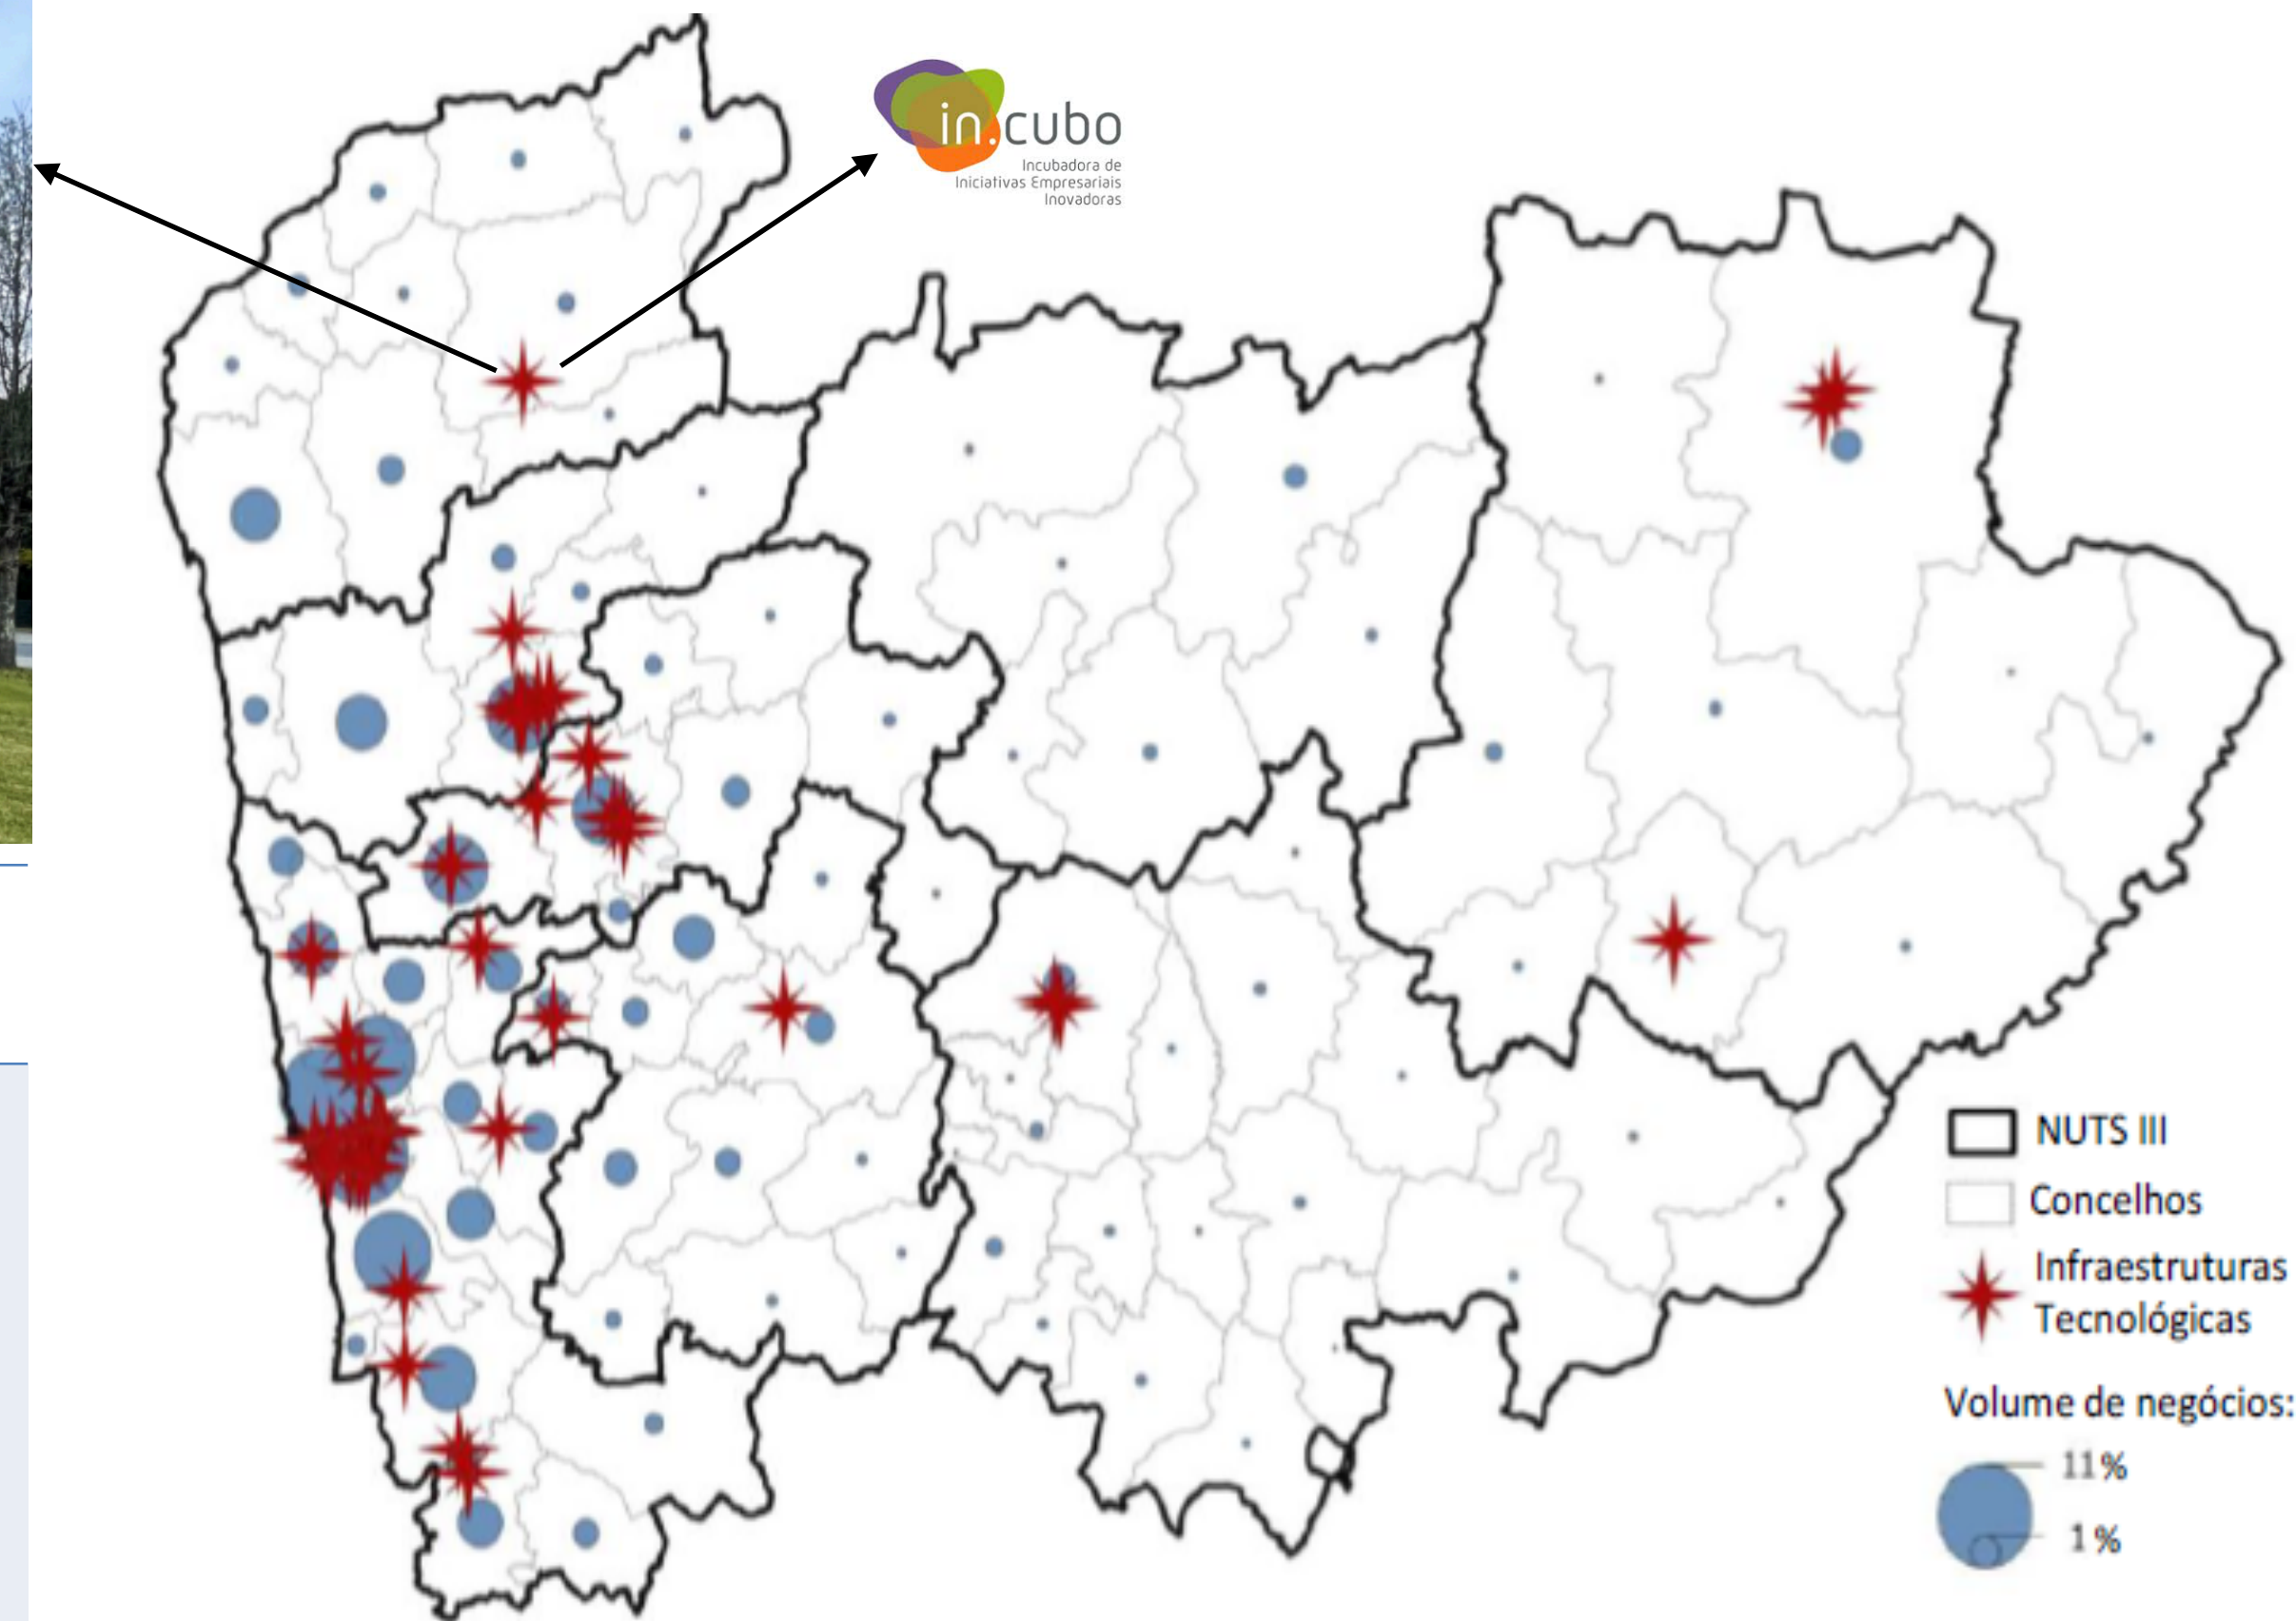 in.cubo
Incubadora de
Iniciativas Empresariais
Inovadoras
NUTS III
Concelhos
Infraestruturas
Tecnológicas
Volume de negócios:
11%
1%